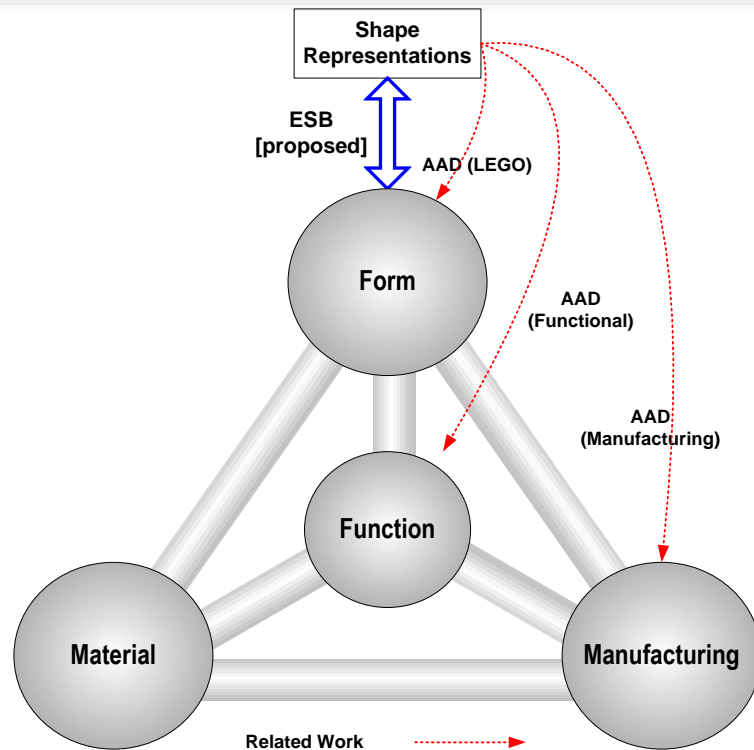 Shape
Representations
ESB
[proposed]
AAD (LEGO)
Form
AAD
(Functional)
AAD
(Manufacturing)
Function
Material
Manufacturing
Related Work